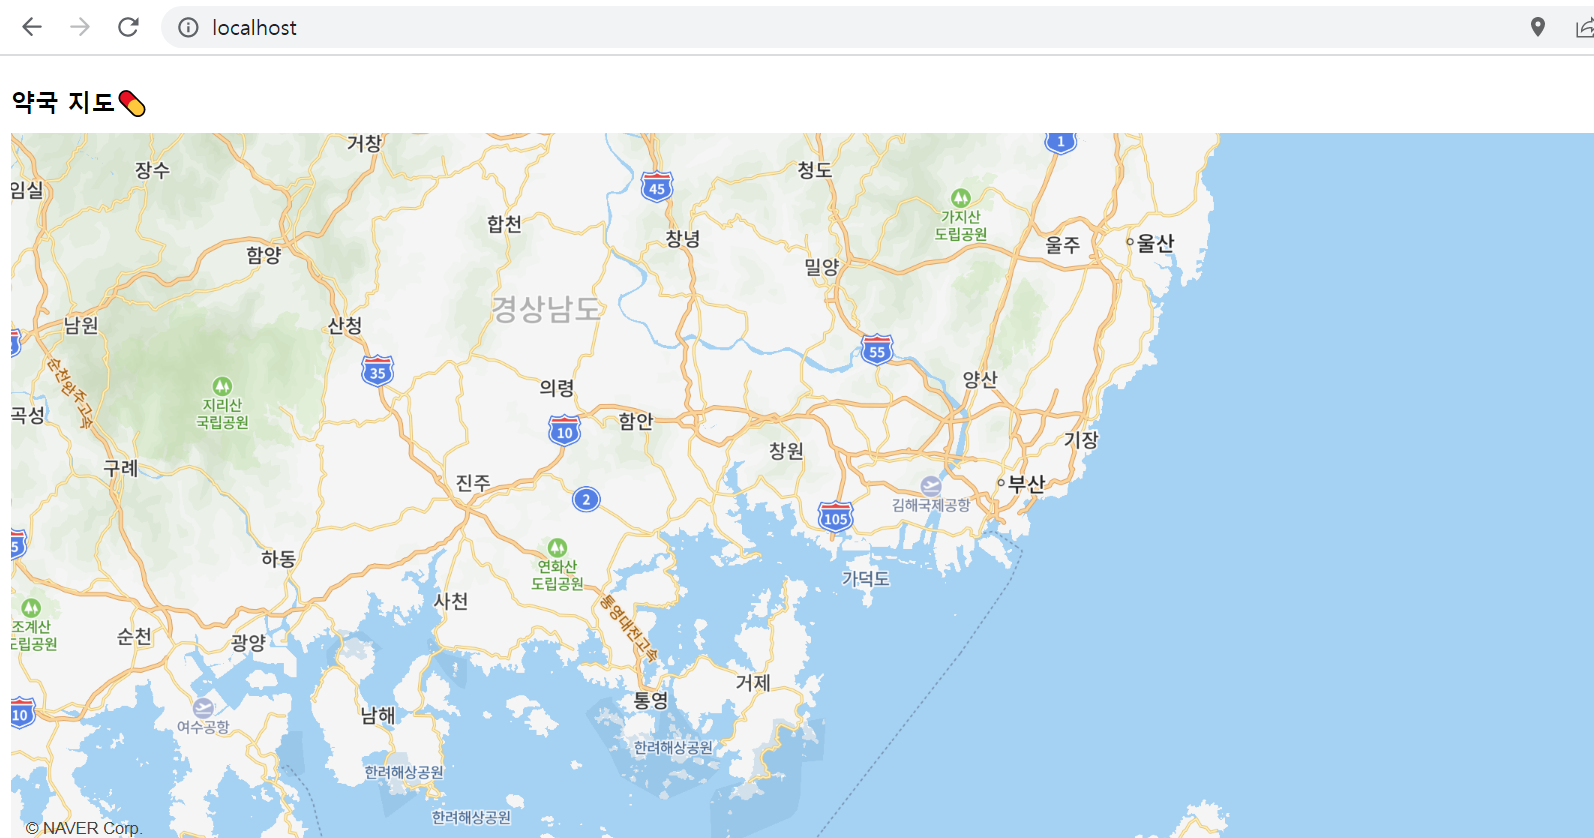 localhost
약국 지도
거창
1
장수
청도
임실
45
가지산
도립공원
합천
창녕
울주
울산
함양
밀양
경상남도
남원
산청
55
35
순천완주고속
양산
의령
지리산
국립공원
곡성
함안
10
기장
창원
구례
진주
부산
2
김해국제공항
105
5
하동
연화산
도립공원
가덕도
사천
통영대전고속
조계산
도립공원
순천
광양
거제
통영
10
남해
여수공항
한려해상공원
한려해상공원
한려해상공원
© NAVER Corp.